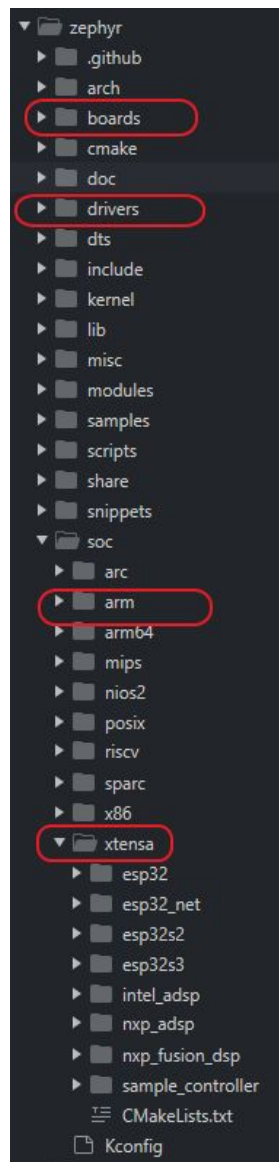 zephyr
.github
arch
boards
cmake
doc
drivers
dts
include
kernel
lib
misc
modules
samples
scripts
share
snippets
soc
arc
arm
arm64
mips
nios2
posix
riscv
sparc
x86
xtensa
esp32
esp32_net
esp32s2
esp32s3
intel_adsp
nxp_adsp
nxp_fusion_dsp
sample_controller
CMakeLists.txt
Kconfig